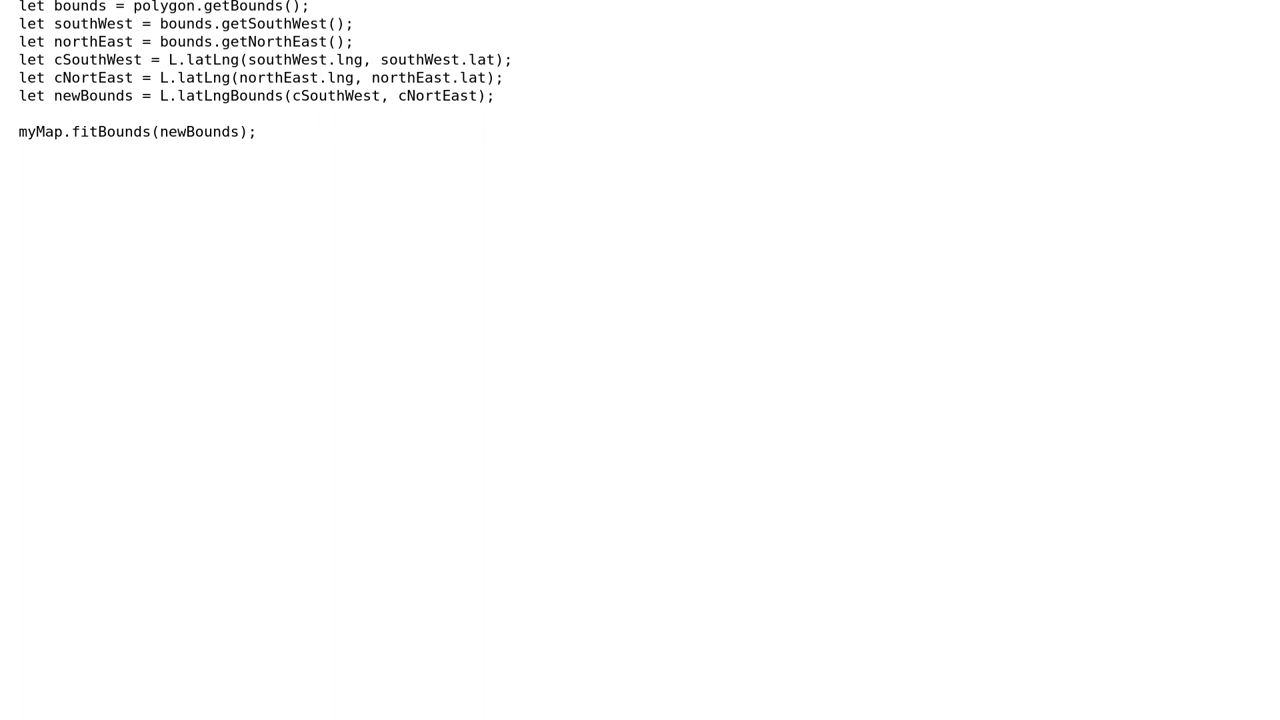 let bounds = polygon.getBounds();
let southWest = bounds.getSouthWest();
let northEast = bounds.getNorthEast();
let cSouthWest = L.latLng(southWest.lng, southWest.lat);
let cNortEast = L.latLng(northEast.lng, northEast.lat);
let newBounds = L.latLngBounds(cSouthWest, cNortEast);
myMap.fitBounds(newBounds);